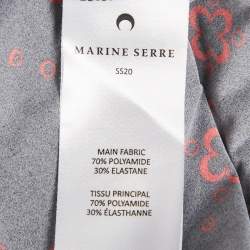 MARINE SERRE
SS20
MAIN FABRIC
70% POLYAMIDE
30% ELASTANE
TISSU PRINCIPAL
70% POLYAMIDE
30% ÉLASTHANNE